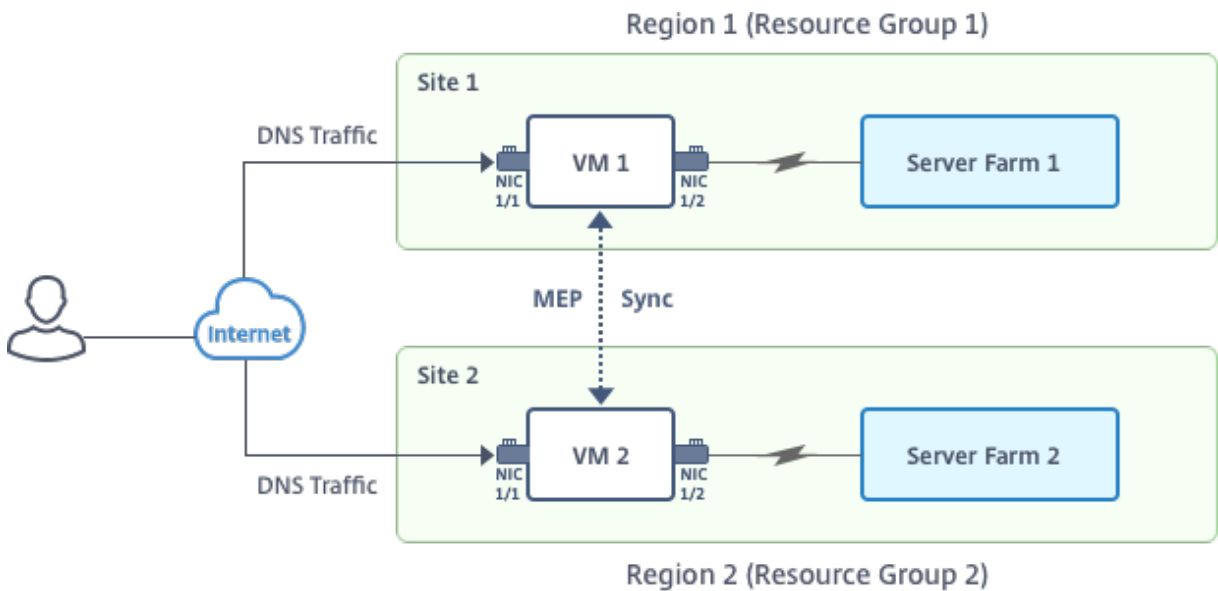 Region 1 (Resource Group 1)
Site 1
DNS Traffic
VM 1
NIC
1/1
NIC
1/2
Server Farm 1
MEP Sync
Internet
Site 2
VM 2
NIC
1/1
NIC
1/2
Server Farm 2
DNS Traffic
Region 2 (Resource Group 2)